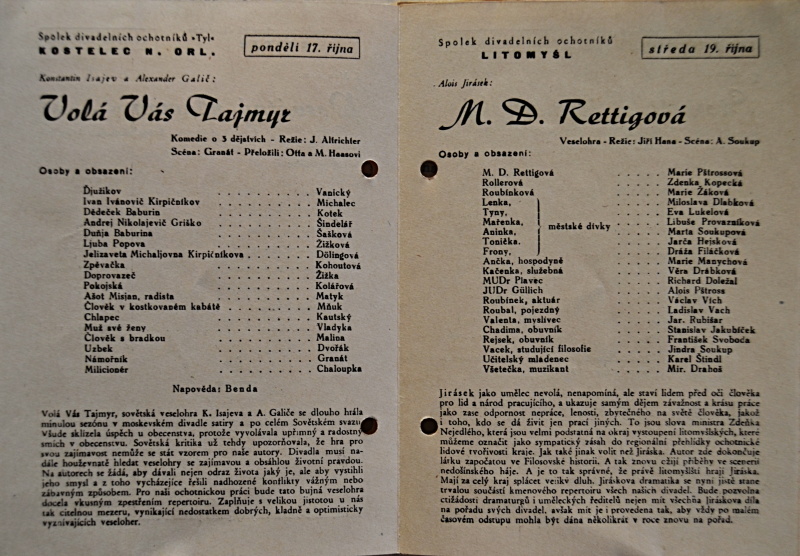 Spolek divadelních ochotníků »Tyl«
KOSTELEC N. ORL.
pondělí 17. října
Konstantin Isajev a Alexander Galič:
Volá Vás Tajmyr
Komedie o 3 dějstvích - Režie: J. Altrichter
Scéna: Granát - Přeložili: Otta a M. Haasovi
Osoby a obsazení:
Ďjužikov . . . . . . . . . . Vanický
Ivan Ivánovič Kirpičníkov . . . . . . . . . . Michalec
Dědeček Baburin . . . . . . . . . . Kotek
Andrej Nikolajevič Griško . . . . . . . . . . Šindelář
Duňja Baburina . . . . . . . . . . Šašková
Ljuba Popova . . . . . . . . . . Žižková
Jelizaveta Michaljovna Kirpičníkova . . . . . . . . . . Dölingová
Zpěvačka . . . . . . . . . . Kohoutová
Doprovazeč . . . . . . . . . . Žižka
Pokojská . . . . . . . . . . Kolářová
Ašot Misjan, radista . . . . . . . . . . Matyk
Člověk v kostkovaném kabátě . . . . . . . . . . Mňuk
Chlapec . . . . . . . . . . Kautský
Muž své ženy . . . . . . . . . . Vladyka
Člověk s bradkou . . . . . . . . . . Malina
Uzbek . . . . . . . . . . Dvořák
Námořník . . . . . . . . . . Granát
Milicionér . . . . . . . . . . Chaloupka
Napověda: Benda
Volá Vás Tajmyr, sovětská veselohra K. Isajeva a A. Galiče se dlouho hrála
minulou sezónu v moskevském divadle satiry a po celém Sovětském svazu.
Všude sklízela úspěch u obecenstva, protože vyvolávala upřímný a radostný
smích v obecenstvu. Sovětská kritika už tehdy upozorňovala, že hra pro
svou zajímavost nemůže se stát vzorem pro naše autory. Divadla musí na-
dále houževnatě hledat veselohry se zajímavou a obsáhlou životní pravdou.
Na autorech se žádá, aby dávali nejen odraz života jaký je, ale aby vystihli
jeho smysl a z toho vycházejíce řešili nadhozené konflikty vážným nebo
zábavným způsobem. Pro naši ochotnickou práci bude tato bujná veselohra
docela vkusným zpestřením repertoiru. Zaplňuje s velikou jistotou u nás
tak citelnou mezeru, vynikající nedostatkem dobrých, kladně a optimisticky
vyznívajících veseloher.
Spolek divadelních ochotníků
LITOMYŠL
středa 19. října
Alois Jirásek:
M. D. Rettigová
Veselohra - Režie: Jiří Hana - Scéna: A. Soukup
Osoby a obsazení:
M. D. Rettigová . . . . . Marie Pštrossová
Rollerová . . . . . Zdenka Kopecká
Roubínková . . . . . Marie Žáková
Lenka, . . . . . Miloslava Dlabková
Tyny, . . . . . Eva Lukelová
Mařenka, . . . . . Libuše Provazníková
Aninka, městské dívky . . . . . Marta Soukupová
Tonička. . . . . . Jarča Hejsková
Frony, . . . . . Dráža Filáčková
Ančka, hospodyně . . . . . Marie Manychová
Kačenka, služebná . . . . . Věra Drábková
MUDr Plavec . . . . . Richard Doležal
JUDr Güllich . . . . . Alois Pštross
Roubínek, aktuár . . . . . Václav Vích
Roubal, pojezdný . . . . . Ladislav Vach
Valenta, myslivec . . . . . Jar. Rubišar
Chadima, obuvník . . . . . Stanislav Jakubíček
Rejsek, obuvník . . . . . František Svoboda
Vacek, studující filosofie . . . . . Jindra Soukup
Učitelský mládenec . . . . . Karel Štindl
Všetečka, muzikant . . . . . Mir. Drahoš
Jirásek jako umělec nevolá, nenapomíná, ale staví lidem před oči člověka
pro lid a národ pracujícího, a ukazuje samým dějem závažnost a krásu práce
jako zase odpornost nepráce, lenosti, zbytečného na světě člověka, jakož
i toho, kdo se dá živit jen prací jiných. To jsou slova ministra Zdeňka
Nejedlého, která jsou velmi podstatná na okraj vystoupení litomyšlských, které
můžeme označit jako sympatický zásah do regionální přehlídky ochotnické
lidové tvořivosti kraje. Jak také jinak volit než Jiráska? Autor zde dokončuje
lásku započatou ve Filosovské historii. A tak znovu ožijí příběhy ve scenerii
nedošínského háje. A je to tak správné, že právě litomyšlští hrají Jiráska.
Mají za celý kraj splácet veliký dluh. Jiráskova dramatika se nyní jistě stane
trvalou součástí kmenového repertoiru všech našich divadel. Bude pozvolna
ctižádostí dramaturgů i uměleckých ředitelů nejen mít všechna Jiráskova díla
na pořadu svých divadel, avšak mít je i provedena tak, aby vždy po malém
časovém odstupu mohla být dána několikrát v roce znovu na pořad.